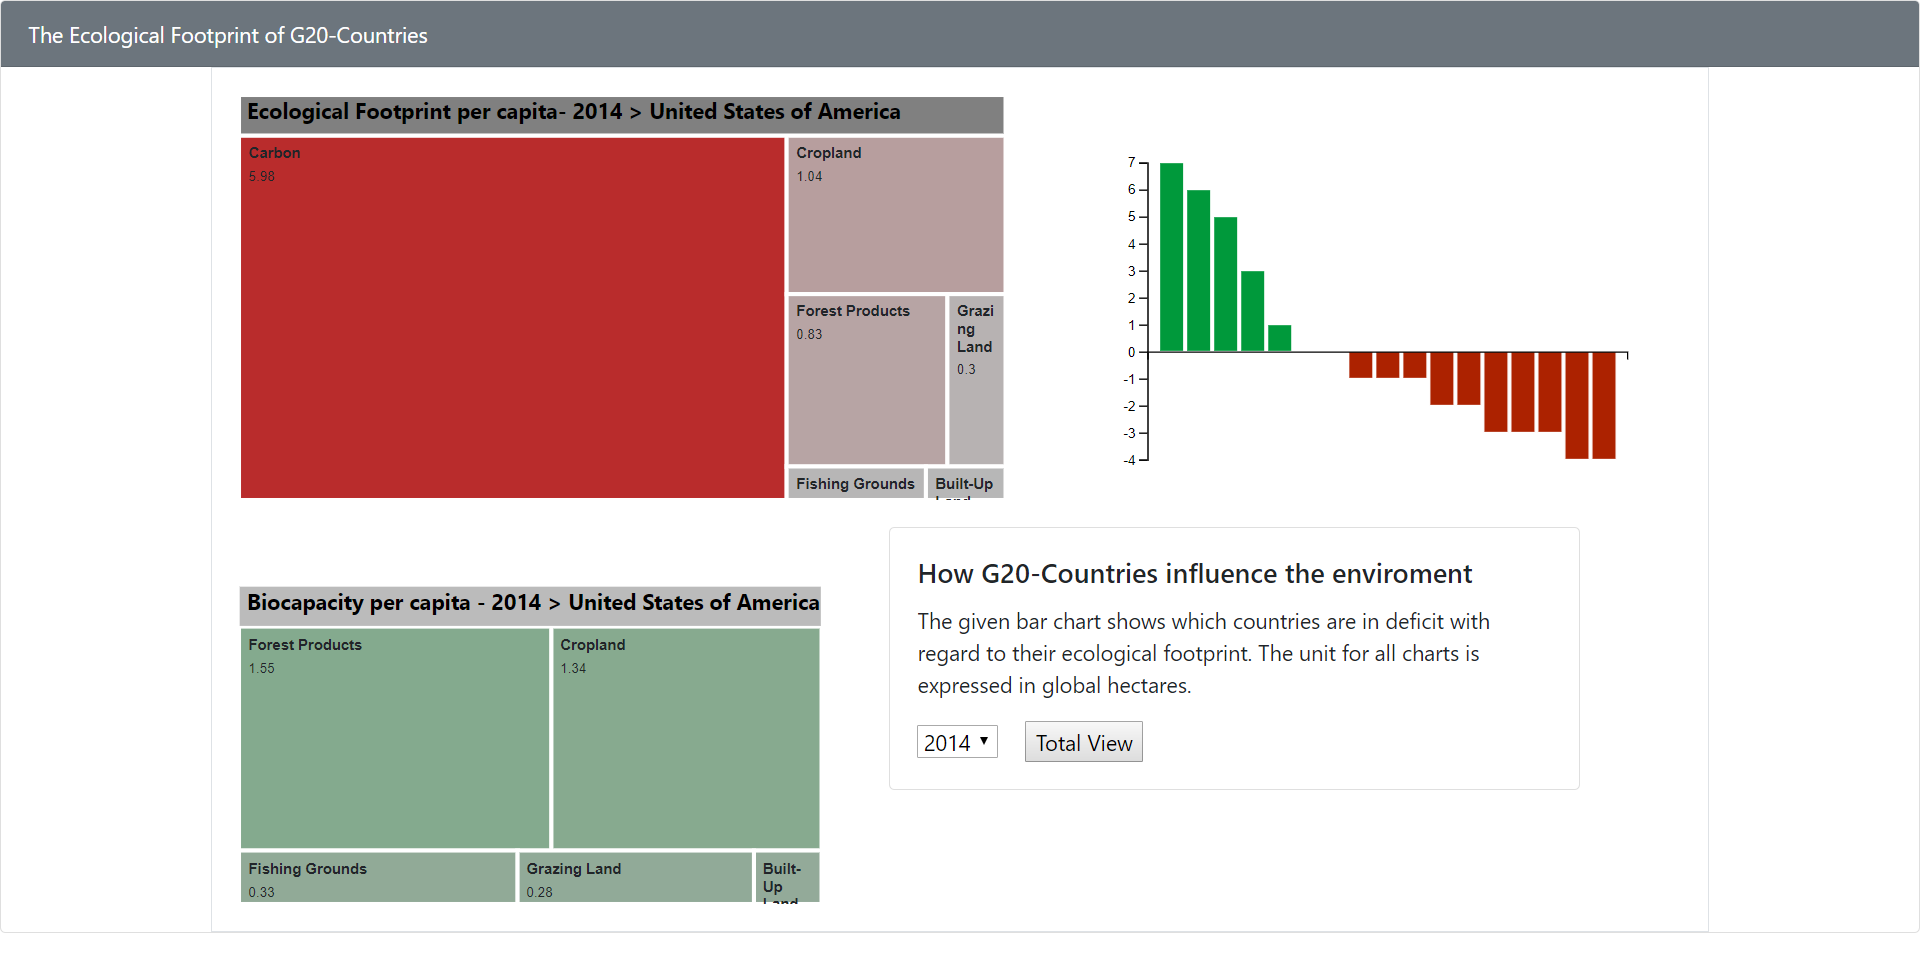 The Ecological Footprint of G20-Countries
Ecological Footprint per capita- 2014 > United States of America
Carbon
5.98
Cropland
1.04
Forest Products
0.83
Grazi
ng
Land
0.3
Fishing Grounds
Built-Up
Land
7
6
5
4
3
2
1
0
-1
-2
-3
-4
Biocapacity per capita - 2014 > United States of America
Forest Products
1.55
Cropland
1.34
Fishing Grounds
0.33
Grazing Land
0.28
Built-
Up
Land
How G20-Countries influence the enviroment
The given bar chart shows which countries are in deficit with
regard to their ecological footprint. The unit for all charts is
expressed in global hectares.
2014
Total View